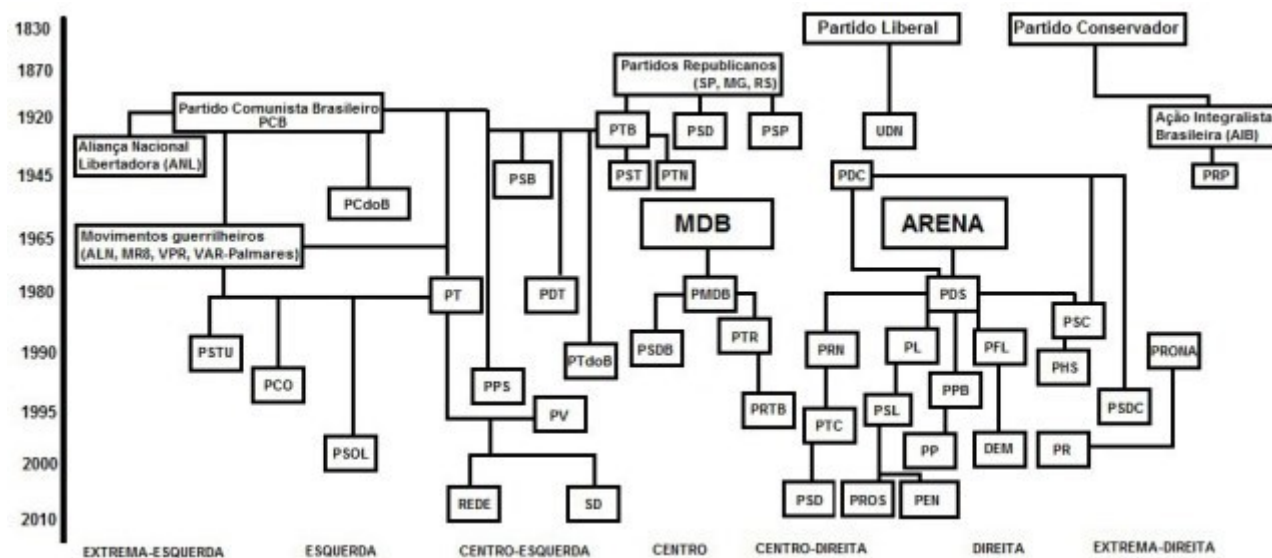 1830
Partido Liberal
Partido Conservador
1870
Partidos Republicanos
(SP, MG, RS)
1920
Partido Comunista Brasileiro
PCB
PTB
PSD
PSP
UDN
Ação Integralista
Brasileira (AIB)
Aliança Nacional
Libertadora (ANL)
1945
PSB
PST
PTN
PDC
PRP
PCdoB
MDB
ARENA
1965
Movimentos guerrilheiros
(ALN, MR8, VPR, VAR-Palmares)
1980
PT
PDT
PMDB
PDS
PSC
1990
PSTU
PTdoB
PSDB
PTR
PRN
PL
PFL
PHS
PRONA
PCO
PPS
PPB
1995
PV
PRTB
PTC
PSL
PSDC
2000
PSOL
PP
DEM
PR
REDE
SD
PSD
PROS
PEN
2010
EXTREMA-ESQUERDA
ESQUERDA
CENTRO-ESQUERDA
CENTRO
CENTRO-DIREITA
DIREITA
EXTREMA-DIREITA